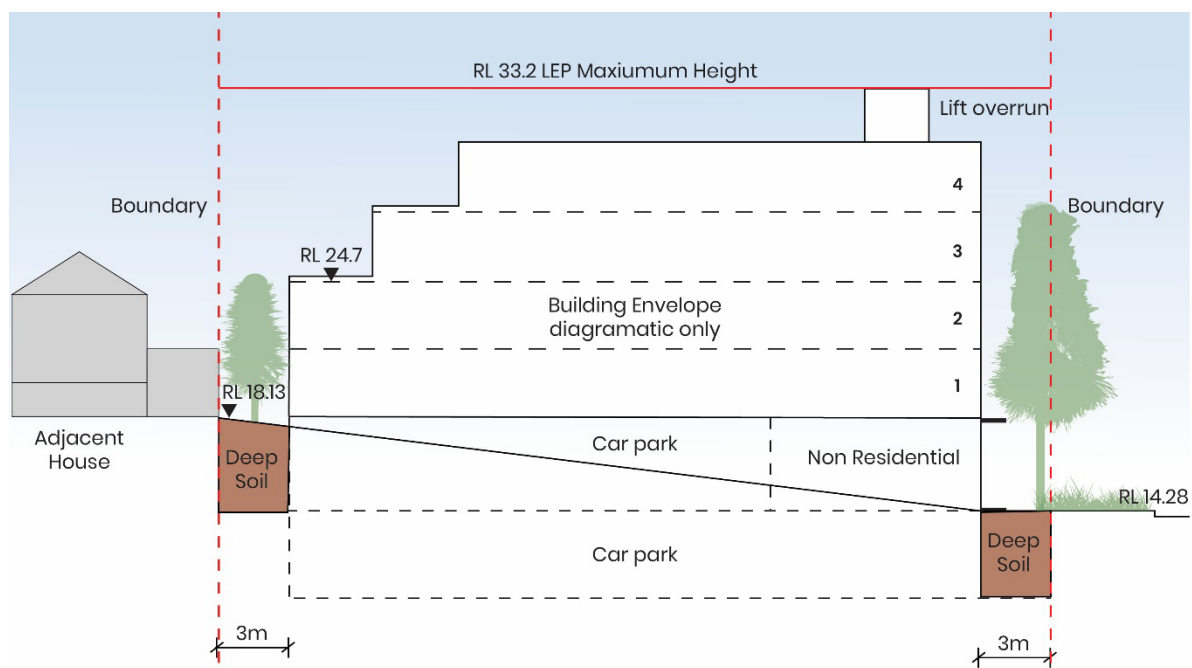 RL 33.2 LEP Maxiumum Height
Lift overrun
4
Boundary
Boundary
3
RL 24.7
Building Envelope
diagramatic only
2
1
RL 18.13
Adjacent
House
Car park
Non Residential
Deep
Soil
RL 14.28
Car park
Deep
Soil
3m
3m